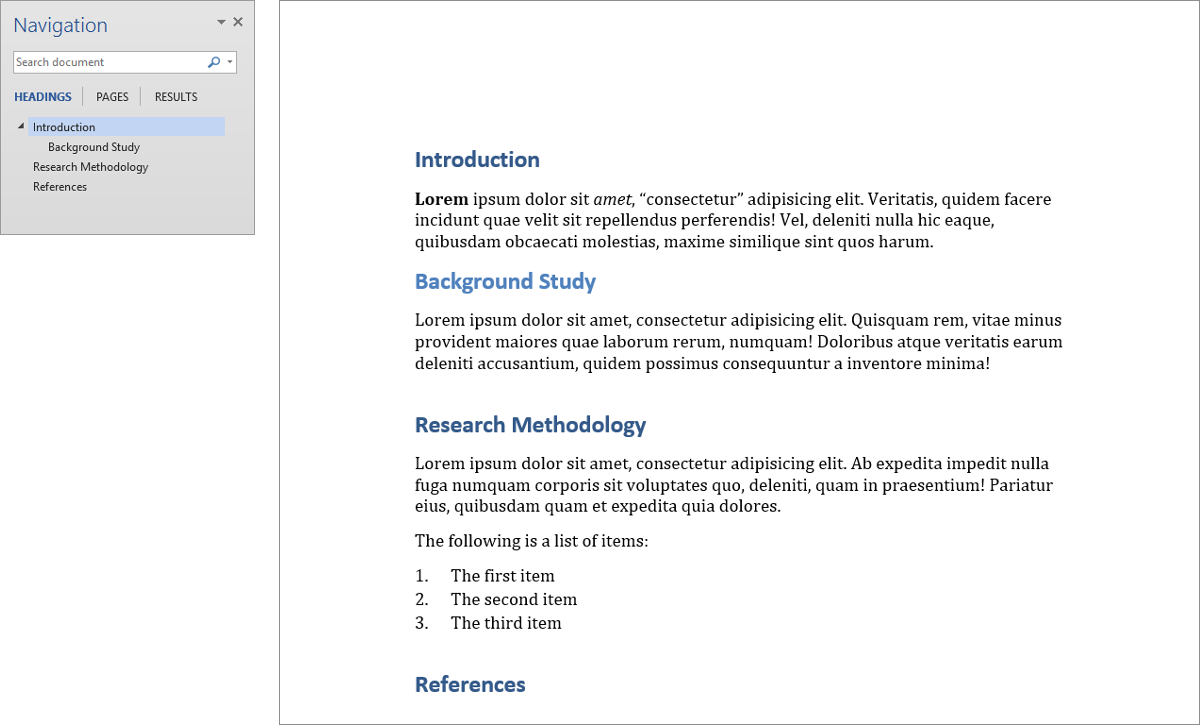 Navigation
Search document
HEADINGS PAGES RESULTS
Introduction
Background Study
Research Methodology
References
Introduction
Lorem ipsum dolor sit amet, “consectetur” adipisicing elit. Veritatis, quidem facere
incidunt quae velit sit repellendus perferendis! Vel, deleniti nulla hic eaque,
quibusdam obcaecati molestias, maxime similique sint quos harum.
Background Study
Lorem ipsum dolor sit amet, consectetur adipisicing elit. Quisquam rem, vitae minus
provident maiores quae laborum rerum, numquam! Doloribus atque veritatis earum
deleniti accusantium, quidem possimus consequuntur a inventore minima!
Research Methodology
Lorem ipsum dolor sit amet, consectetur adipisicing elit. Ab expedita impedit nulla
fuga numquam corporis sit voluptates quo, deleniti, quam in praesentium! Pariatur
eius, quibusdam quam et expedita quia dolores.
The following is a list of items:
1. The first item
2. The second item
3. The third item
References